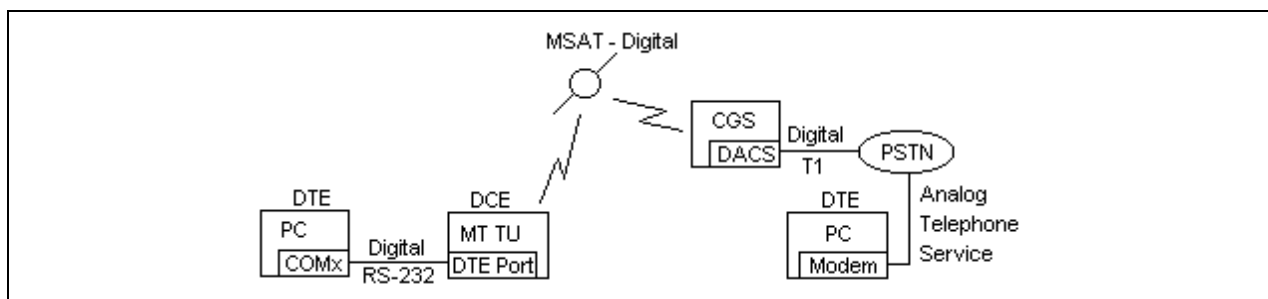 MSAT - Digital
CGS
DACS
Digital
T1
PSTN
DTE
PC
COMx
Digital
RS-232
DCE
MT TU
DTE Port
DTE
PC
Modem
Analog
Telephone
Service